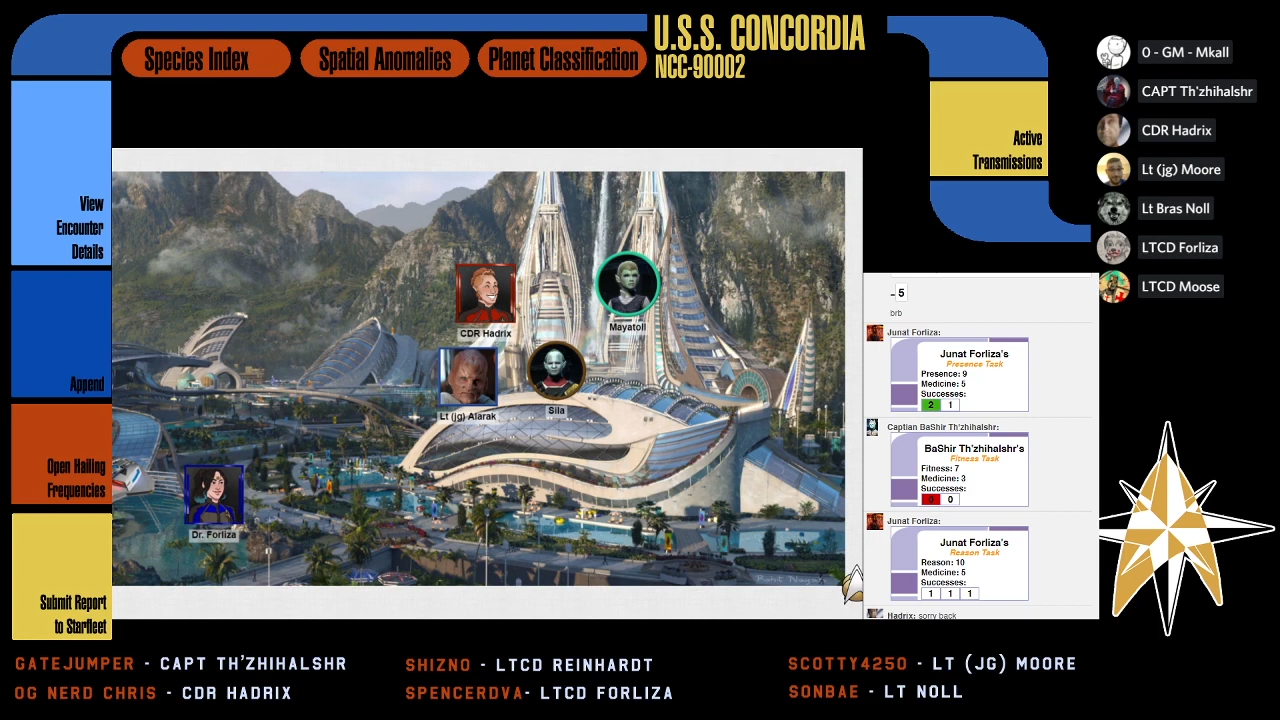 Species Index
Spatial Anomalies
Planet Classification
U.S.S. CONCORDIA
NCC-90002
View
Encounter
Details
Append
Open Hailing
Frequencies
Submit Report
to Starfleet
Active
Transmissions
0 - GM - Mkall
CAPT Th'zhihalshr
CDR Hadrix
Lt (jg) Moore
Lt Bras Noll
LTCD Forliza
LTCD Moose
CDR Hadrix
Mayatoll
Lt (jg) Alarak
Sila
Dr. Forliza
- 5
brb
Junat Forliza:
Junat Forliza's
Presence Task
Presence: 9
Medicine: 5
Successes:
2 1
Captian BaShir Th'zhihalshr:
BaShir Th'zhihalshr's
Fitness Task
Fitness: 7
Medicine: 3
Successes:
0 0
Junat Forliza:
Junat Forliza's
Reason Task
Reason: 10
Medicine: 5
Successes:
1 1 1
Hadrix: sorry back
GATEJUMPER - CAPT TH'ZHIHALSHR
OG NERD CHRIS - CDR HADRIX
SHIZNO - LTCD REINHARDT
SPENCERDVA- LTCD FORLIZA
SCOTTY4250 - LT (JG) MOORE
SONBAE - LT NOLL